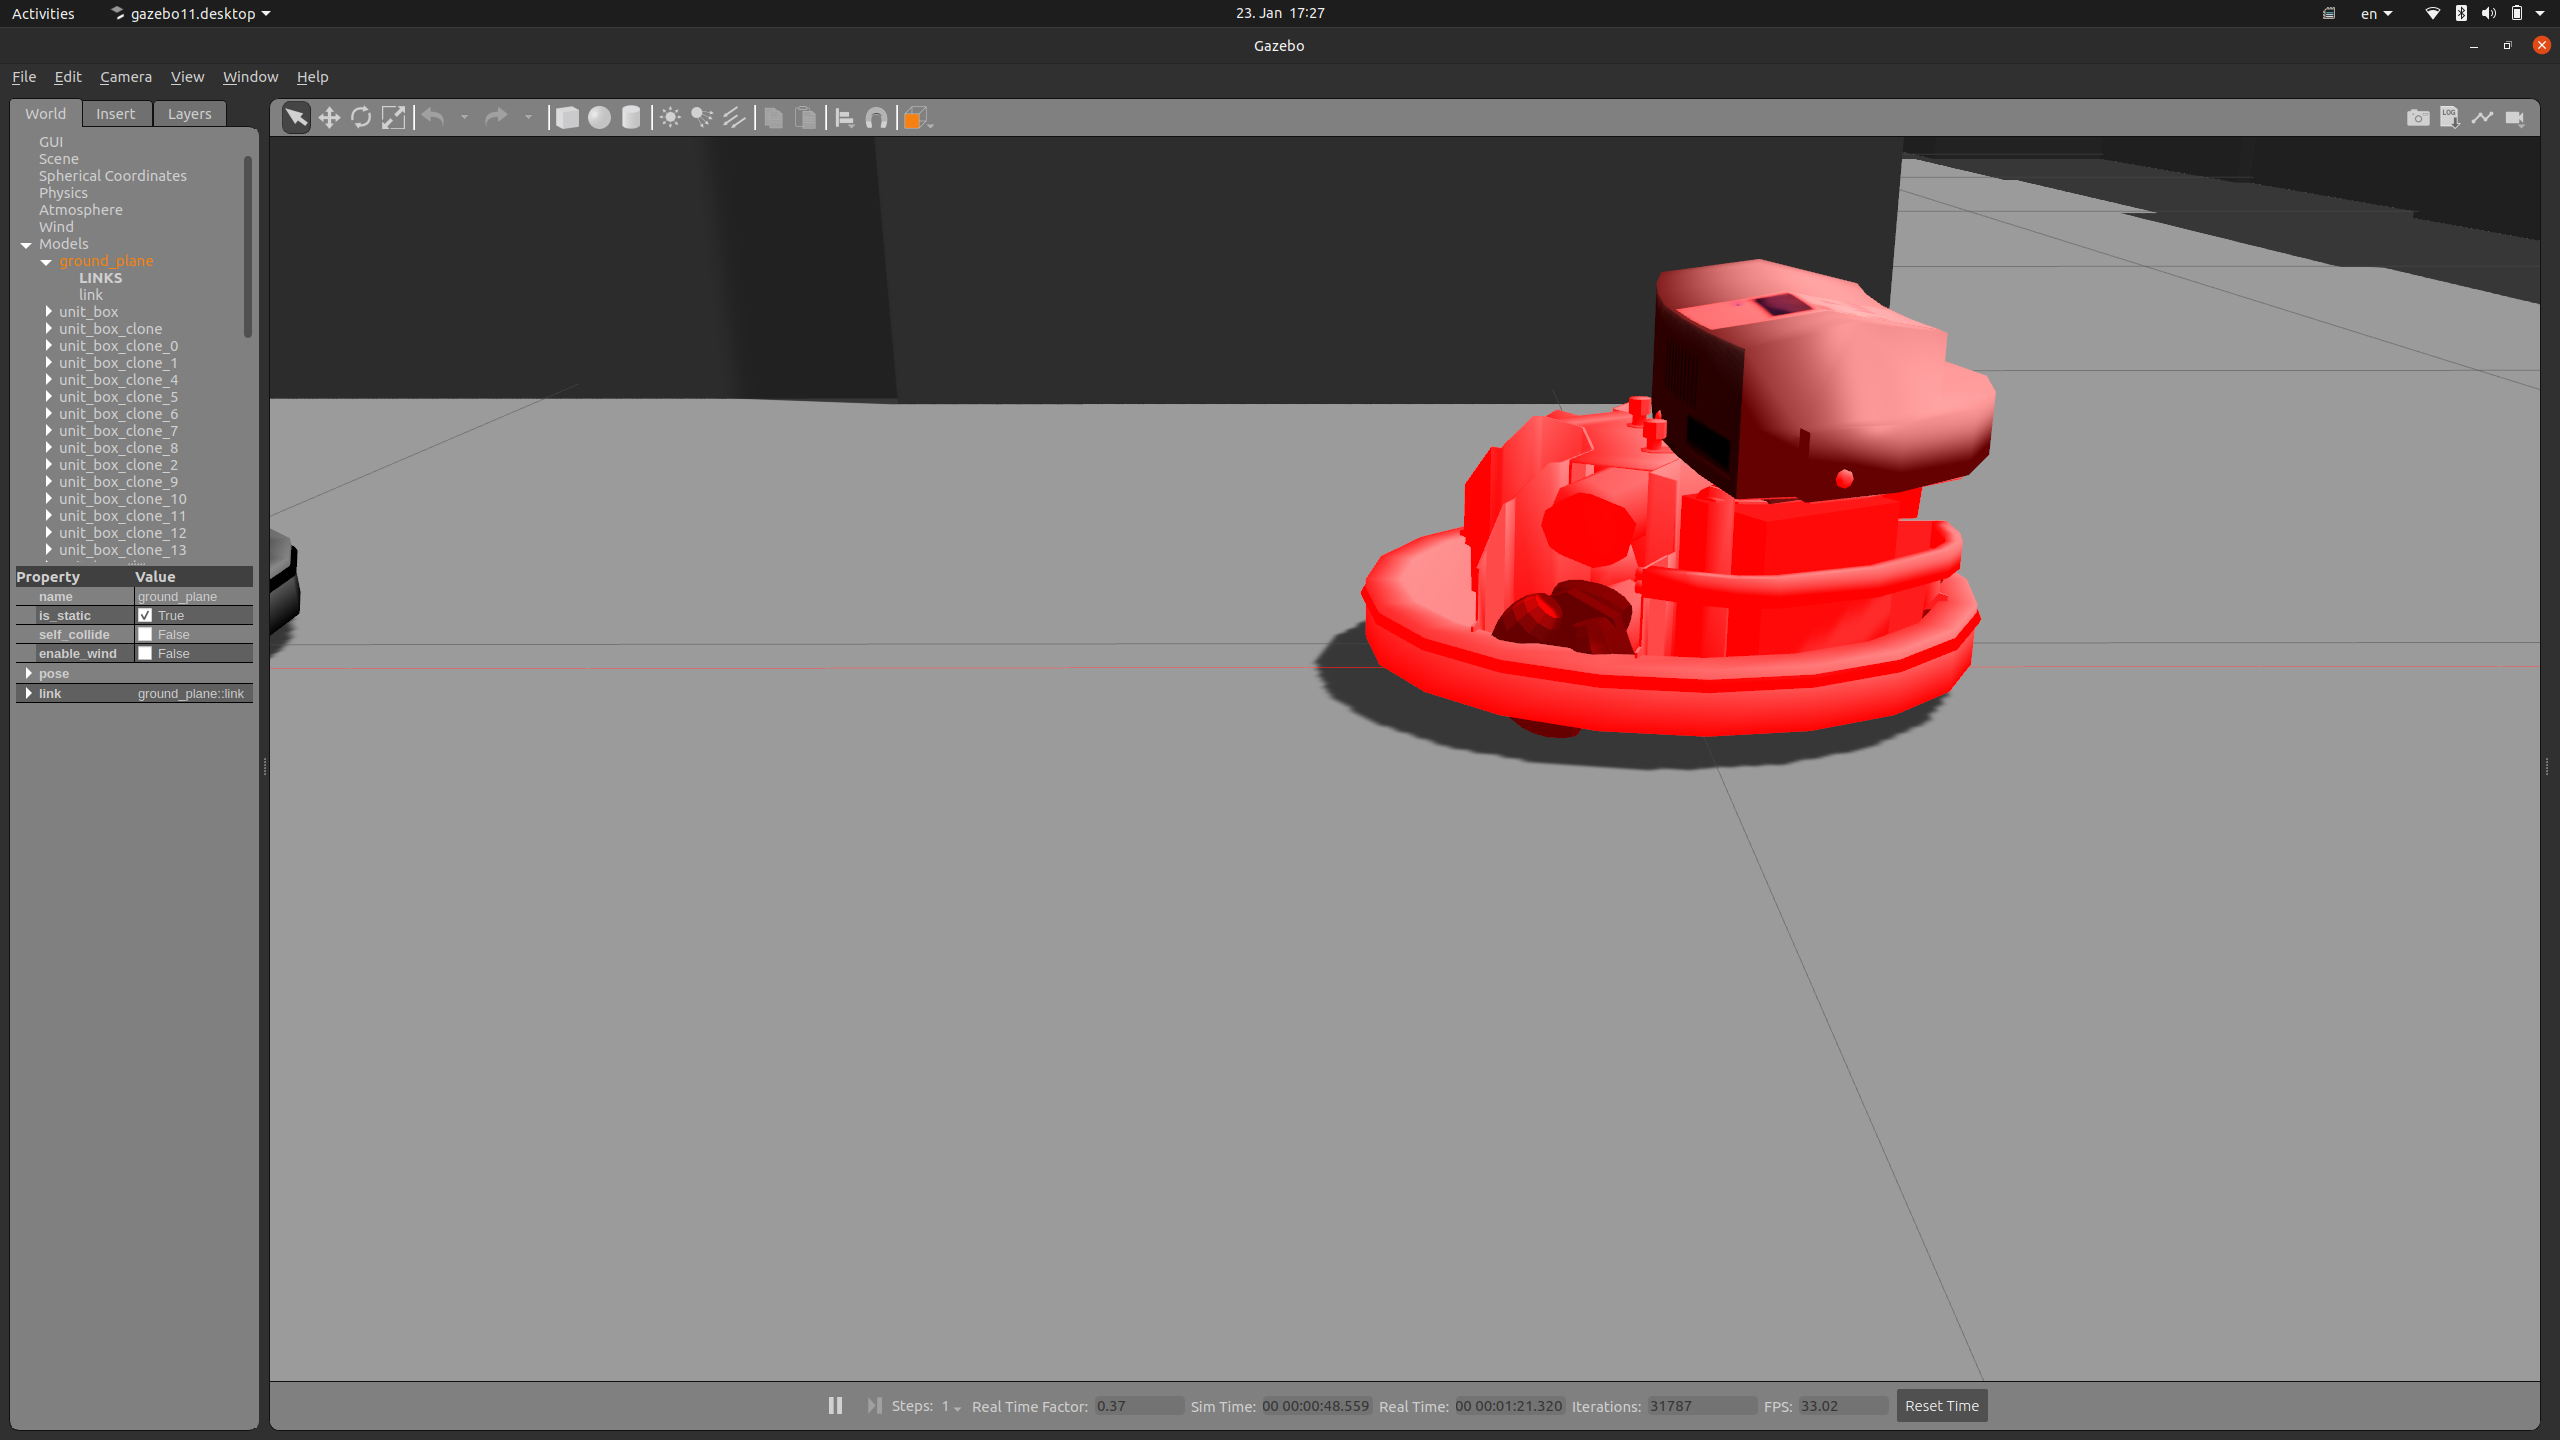 Activities gazebo11.desktop 23. Jan 17:27 en
Gazebo
File Edit Camera View Window Help
World Insert Layers
LOG
GUI
Scene
Spherical Coordinates
Physics
Atmosphere
Wind
Models
ground_plane
LINKS
link
unit_box
unit_box_clone
unit_box_clone_0
unit_box_clone_1
unit_box_clone_4
unit_box_clone_5
unit_box_clone_6
unit_box_clone_7
unit_box_clone_8
unit_box_clone_2
unit_box_clone_9
unit_box_clone_10
unit_box_clone_11
unit_box_clone_12
unit_box_clone_13
Property Value
name ground_plane
is_static True
self_collide False
enable_wind False
pose
link ground_plane::link
Steps: 1 Real Time Factor: 0.37 Sim Time: 00 00:00:48.559 Real Time: 00 00:01:21.320 Iterations: 31787 FPS: 33.02 Reset Time